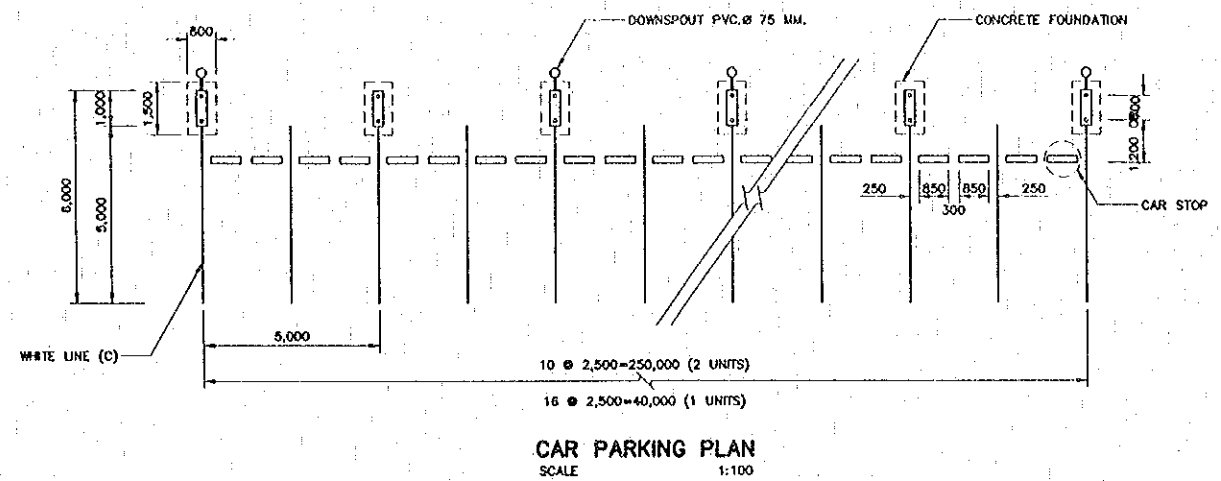 DOWNSPOUT PVC.Ø 75 MM.
CONCRETE FOUNDATION
600
1,500
1,000
6,000
5,000
1,200
250
850
850
250
300
CAR STOP
WHITE LINE (C)
5,000
10 @ 2,500=250,000 (2 UNITS)
16 @ 2,500=40,000 (1 UNITS)
CAR PARKING PLAN
SCALE 1:100